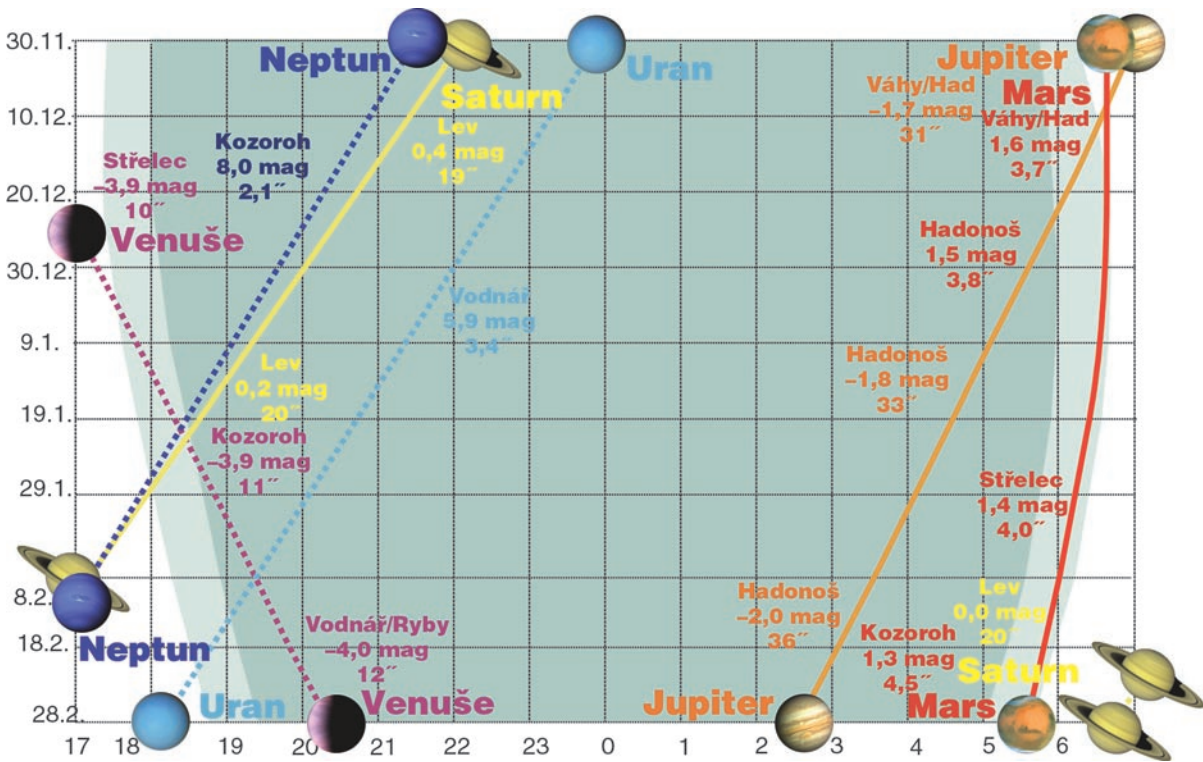 30.11.
10.12.
20.12.
30.12.
9.1.
19.1.
29.1.
8.2.
18.2.
28.2.
17 18 19 20 21 22 23 0 1 2 3 4 5 6
Neptun
Kozoroh
8,0 mag
2,1″
Saturn
Lev
0,4 mag
19″
Uran
Jupiter
Váhy/Had
–1,7 mag
31″
Mars
Váhy/Had
1,6 mag
3,7″
Střelec
–3,9 mag
10″
Venuše
Hadonoš
1,5 mag
3,8″
Vodnář
5,9 mag
3,4″
Lev
0,2 mag
20″
Hadonoš
–1,8 mag
33″
Kozoroh
–3,9 mag
11″
Střelec
1,4 mag
4,0″
Neptun
Vodnář/Ryby
–4,0 mag
12″
Hadonoš
–2,0 mag
36″
Lev
0,0 mag
20″
Saturn
Kozoroh
1,3 mag
4,5″
Uran
Venuše
Jupiter
Mars